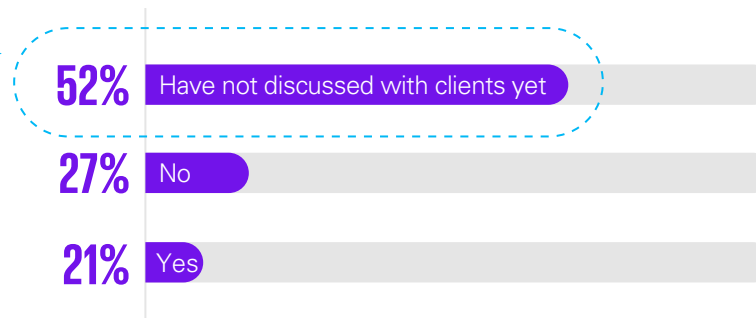 52% Have not discussed with clients yet
27% No
21% Yes